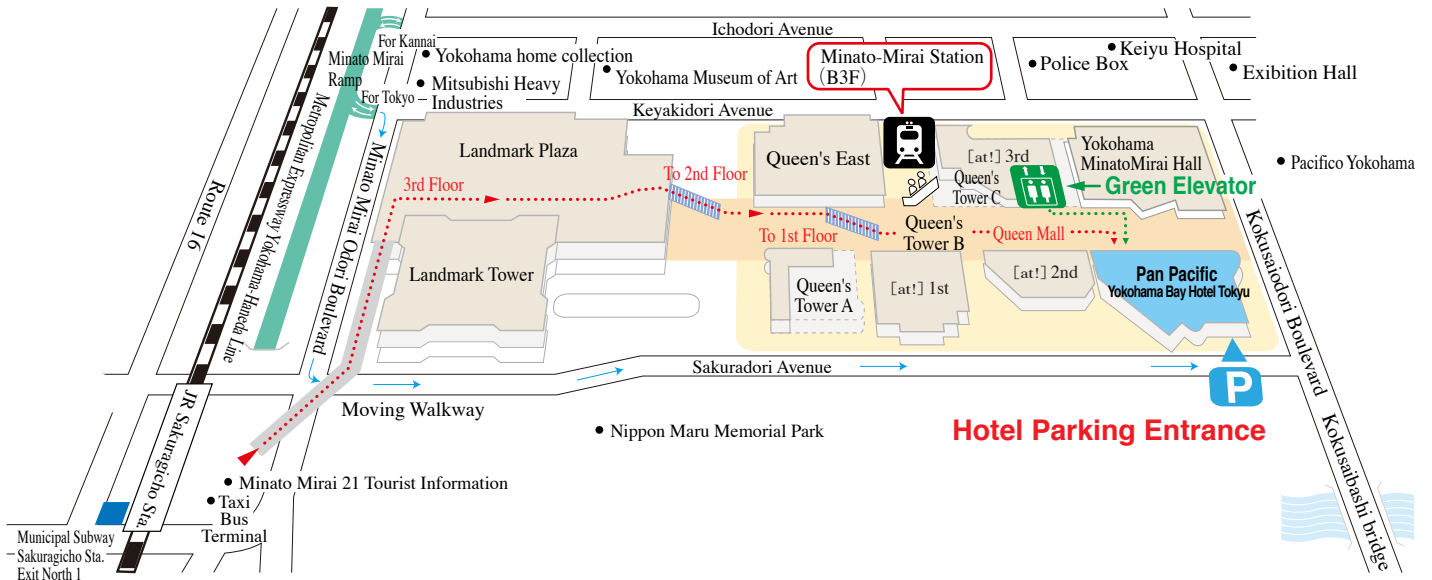 Ichodori Avenue
For Kannai
Minato Mirai
Ramp
For Tokyo
Yokohama home collection
Mitsubishi Heavy
Industries
Yokohama Museum of Art
Minato-Mirai Station
(B3F)
Police Box
Keiyu Hospital
Exibition Hall
Keyakidori Avenue
Pacifico Yokohama
Route 16
Metropolitan Expressway Yokohama-Haneda Line
Minato Mirai Odori Boulevard
Landmark Plaza
3rd Floor
To 2nd Floor
Queen's East
[at!] 3rd
Queen's
Tower C
Yokohama
MinatoMirai Hall
Green Elevator
Landmark Tower
To 1st Floor
Queen's
Tower B
Queen Mall
Queen's
Tower A
[at!] 1st
[at!] 2nd
Pan Pacific
Yokohama Bay Hotel Tokyu
Kokusaiodori Boulevard
Sakuradori Avenue
P
Hotel Parking Entrance
Moving Walkway
Nippon Maru Memorial Park
Kokusaibashi bridge
JR Sakuragicho Sta.
Minato Mirai 21 Tourist Information
Taxi
Bus
Terminal
Municipal Subway
Sakuragicho Sta.
Exit North 1